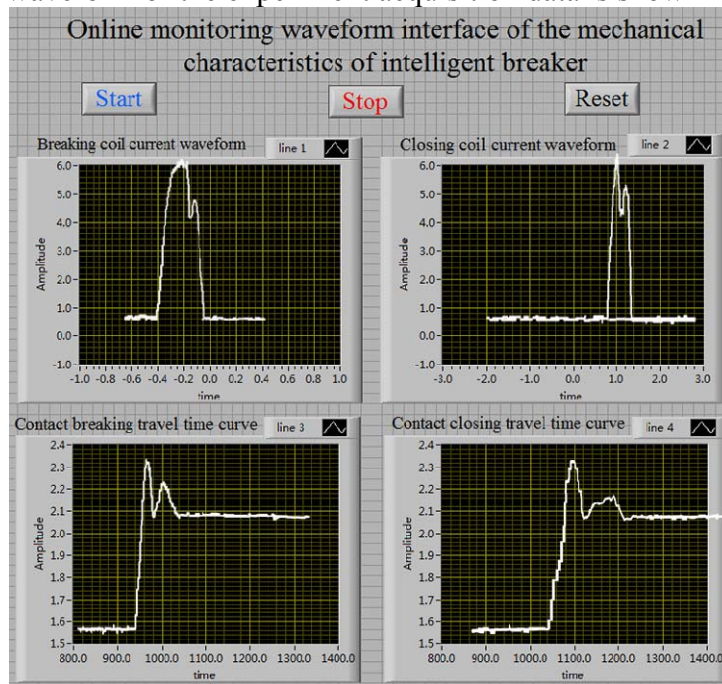 Online monitoring waveform interface of the mechanical
characteristics of intelligent breaker
Start Stop Reset
Breaking coil current waveform line 1
6.0
5.0
4.0
3.0
2.0
1.0
0.0
-1.0
Amplitude
-1.0 -0.8 -0.6 -0.4 -0.2 0.0 0.2 0.4 0.6 0.8 1.0
time
Closing coil current waveform line 2
6.0
5.0
4.0
3.0
2.0
1.0
0.0
-1.0
Amplitude
-3.0 -2.0 -1.0 0.0 1.0 2.0 3.0
time
Contact breaking travel time curve line 3
2.4
2.3
2.2
2.1
2.0
1.9
1.8
1.7
1.6
1.5
Amplitude
800.0 900.0 1000.0 1100.0 1200.0 1300.0 1400.0
time
Contact closing travel time curve line 4
2.4
2.3
2.2
2.1
2.0
1.9
1.8
1.7
1.6
1.5
Amplitude
800.0 900.0 1000.0 1100.0 1200.0 1300.0 1400.0
time